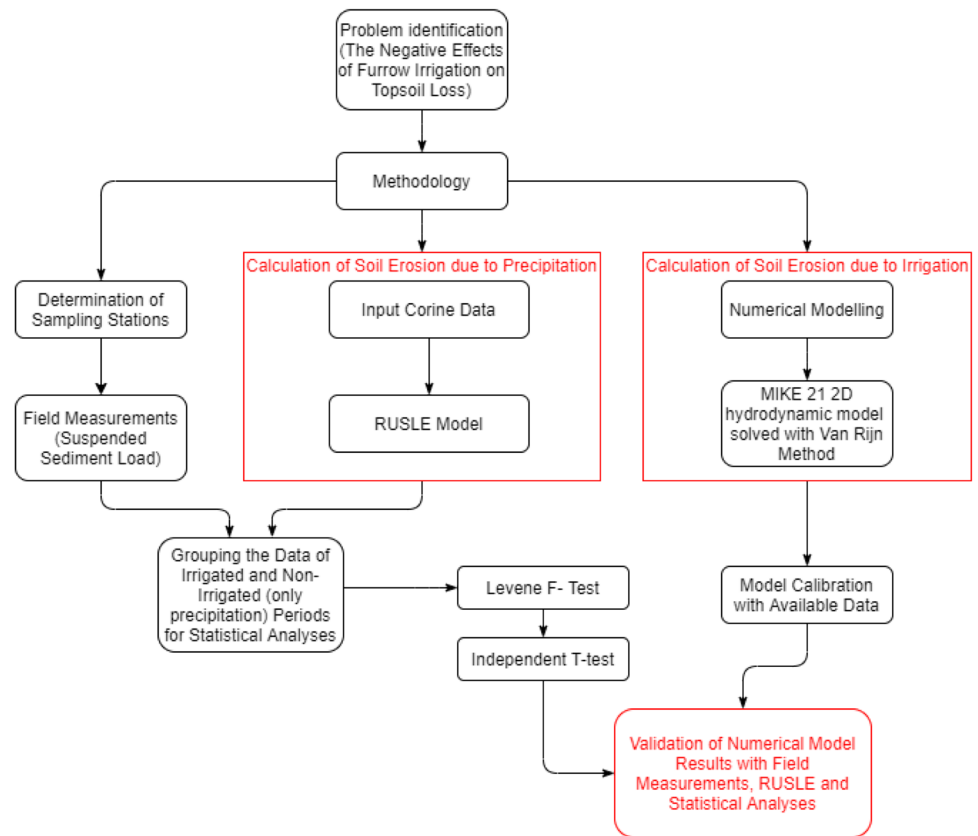 Problem identification
(The Negative Effects
of Furrow Irrigation on
Topsoil Loss)
Methodology
Determination of
Sampling Stations
Field Measurements
(Suspended
Sediment Load)
Calculation of Soil Erosion due to Precipitation
Input Corine Data
RUSLE Model
Calculation of Soil Erosion due to Irrigation
Numerical Modelling
MIKE 21 2D
hydrodynamic model
solved with Van Rijn
Method
Grouping the Data of
Irrigated and Non-
Irrigated (only
precipitation) Periods
for Statistical Analyses
Levene F- Test
Independent T-test
Model Calibration
with Available Data
Validation of Numerical Model
Results with Field
Measurements, RUSLE and
Statistical Analyses